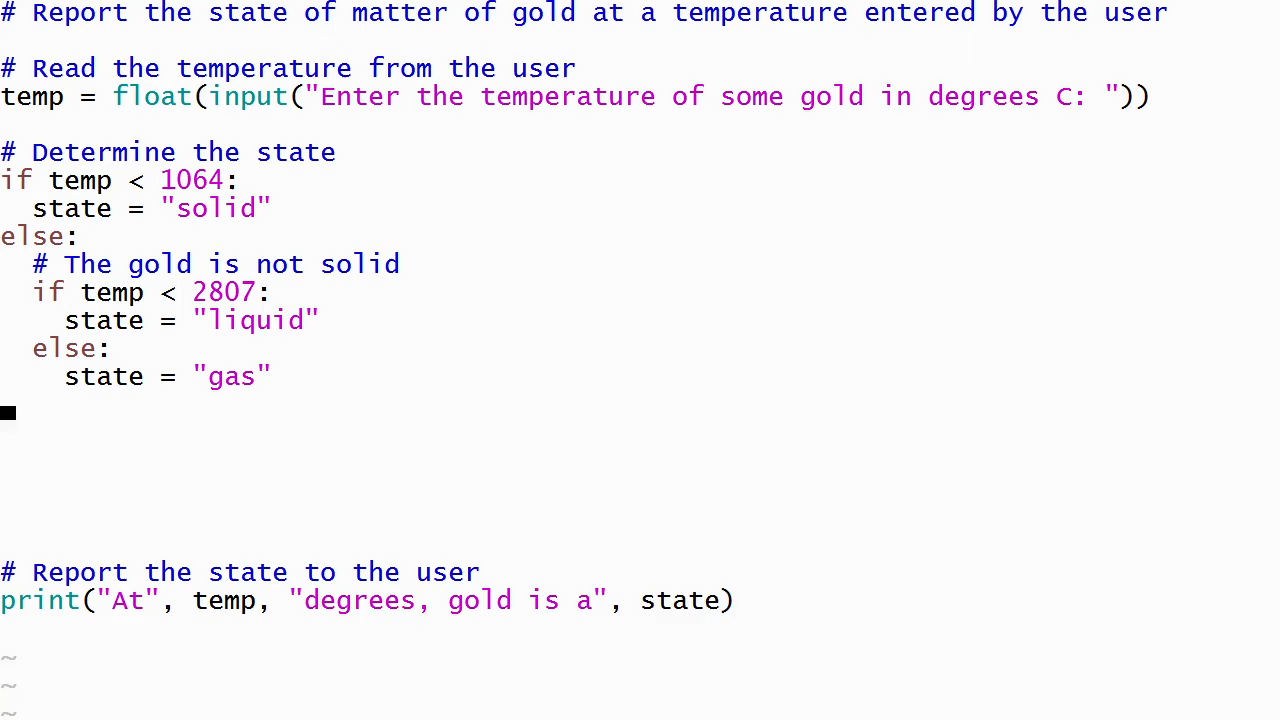 # Report the state of matter of gold at a temperature entered by the user
# Read the temperature from the user
temp = float(input("Enter the temperature of some gold in degrees C: "))
# Determine the state
if temp < 1064:
  state = "solid"
else:
  # The gold is not solid
  if temp < 2807:
    state = "liquid"
  else:
    state = "gas"
# Report the state to the user
print("At", temp, "degrees, gold is a", state)
~
~
~